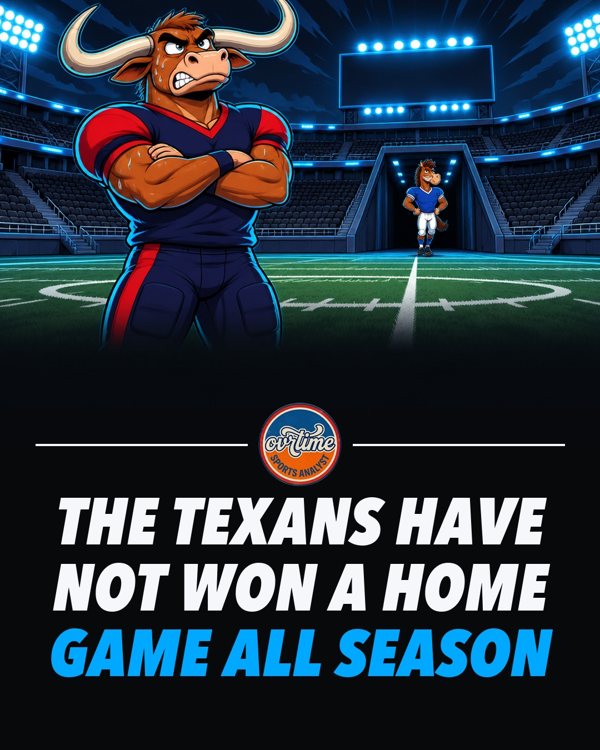 ovrtime
SPORTS ANALYST
THE TEXANS HAVE
NOT WON A HOME
GAME ALL SEASON